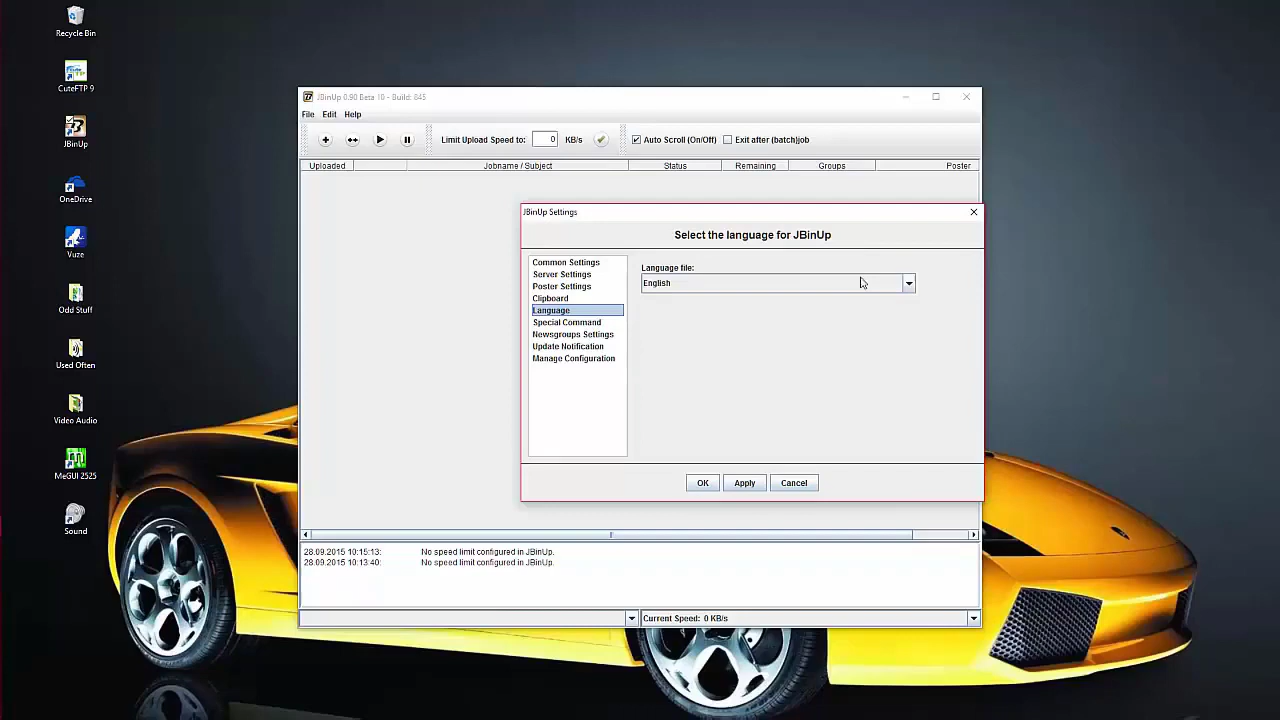 Recycle Bin
CuteFTP 9
JBinUp
OneDrive
Vuze
Odd Stuff
Used Often
Video Audio
MeGUI 2525
Sound
JBinUp 0.90 Beta 10 - Build: 845
File Edit Help
Limit Upload Speed to: 0 KB/s Auto Scroll (On/Off) Exit after (batch)job
Uploaded Jobname / Subject Status Remaining Groups Poster
JBinUp Settings
Select the language for JBinUp
Common Settings
Server Settings
Poster Settings
Clipboard
Language
Special Command
Newsgroups Settings
Update Notification
Manage Configuration
Language file:
English
OK Apply Cancel
28.09.2015 10:15:13: No speed limit configured in JBinUp.
28.09.2015 10:13:40: No speed limit configured in JBinUp.
Current Speed: 0 KB/s